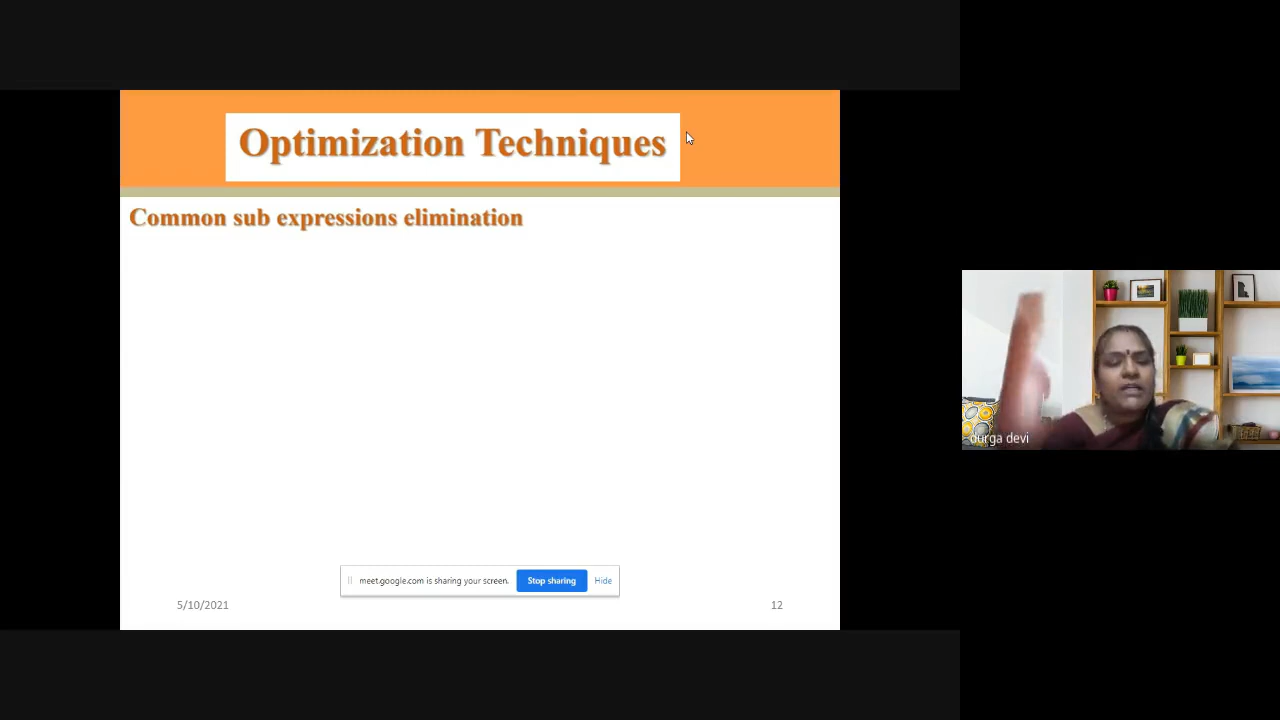 Optimization Techniques
Common sub expressions elimination
meet.google.com is sharing your screen. Stop sharing Hide
durga devi
5/10/2021 12